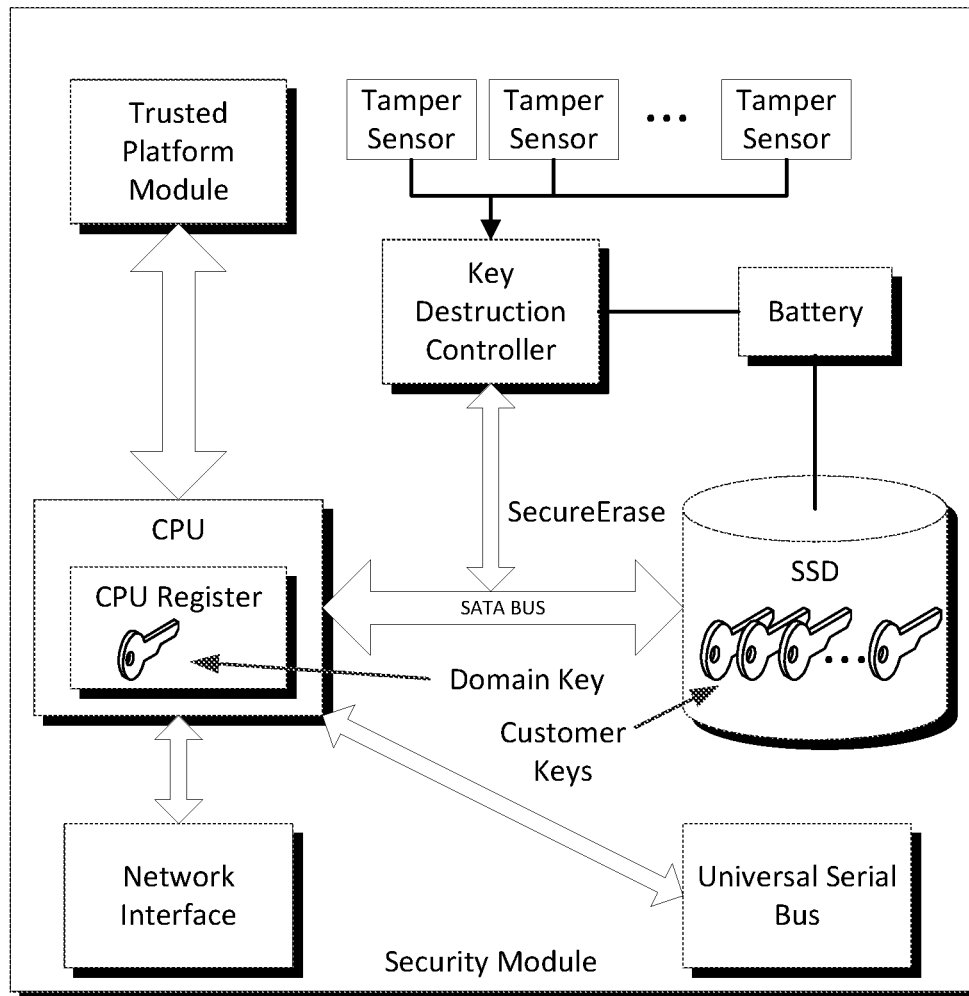 Trusted
Platform
Module
Tamper
Sensor
Tamper
Sensor
...
Tamper
Sensor
Key
Destruction
Controller
Battery
CPU
CPU Register
SecureErase
SATA BUS
SSD
...
Domain Key
Customer
Keys
Network
Interface
Universal Serial
Bus
Security Module